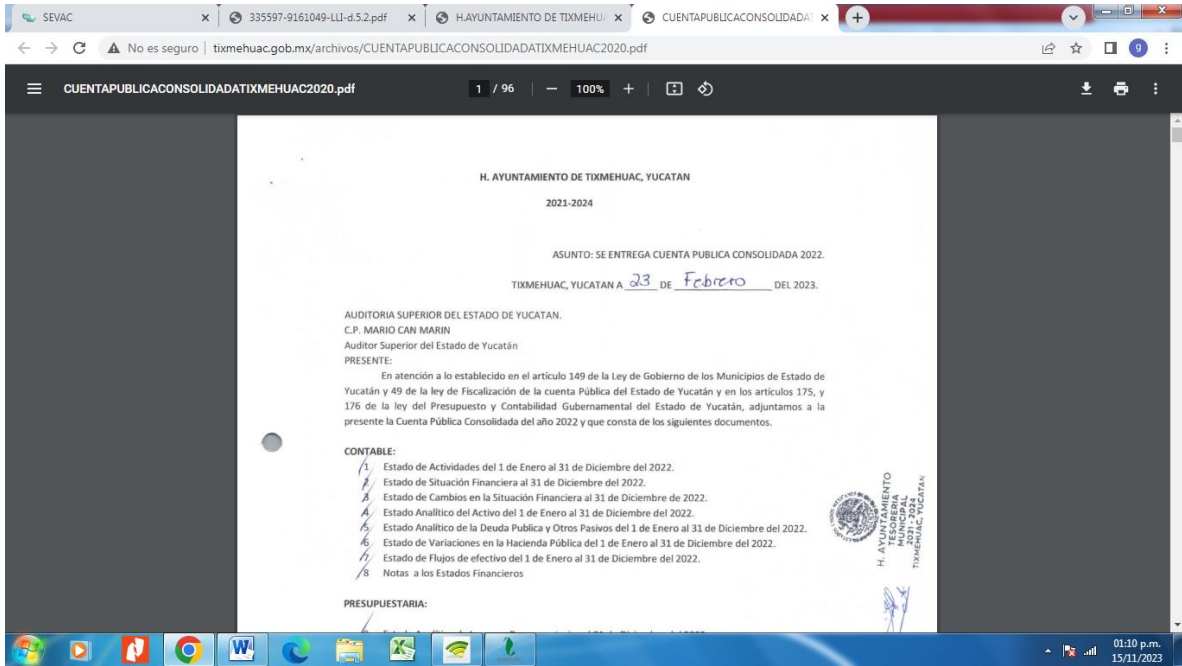 SEVAC
335597-9161049-LLI-d.5.2.pdf
H.AYUNTAMIENTO DE TIXMEHUA
CUENTAPUBLICACONSOLIDADA
No es seguro | tixmehuac.gob.mx/archivos/CUENTAPUBLICACONSOLIDADATIXMEHUAC2020.pdf
g
CUENTAPUBLICACONSOLIDADATIXMEHUAC2020.pdf
1 / 96
100%
H. AYUNTAMIENTO DE TIXMEHUAC, YUCATAN
2021-2024
ASUNTO: SE ENTREGA CUENTA PUBLICA CONSOLIDADA 2022.
TIXMEHUAC, YUCATAN A 23 DE Febrero DEL 2023.
AUDITORIA SUPERIOR DEL ESTADO DE YUCATAN.
C.P. MARIO CAN MARIN
Auditor Superior del Estado de Yucatán
PRESENTE:
En atención a lo establecido en el artículo 149 de la Ley de Gobierno de los Municipios de Estado de
Yucatán y 49 de la ley de Fiscalización de la cuenta Pública del Estado de Yucatán y en los artículos 175, y
176 de la ley del Presupuesto y Contabilidad Gubernamental del Estado de Yucatán, adjuntamos a la
presente la Cuenta Pública Consolidada del año 2022 y que consta de los siguientes documentos.
CONTABLE:
1 Estado de Actividades del 1 de Enero al 31 de Diciembre del 2022.
2 Estado de Situación Financiera al 31 de Diciembre del 2022.
3 Estado de Cambios en la Situación Financiera al 31 de Diciembre de 2022.
4 Estado Analítico del Activo del 1 de Enero al 31 de Diciembre del 2022.
5 Estado Analítico de la Deuda Publica y Otros Pasivos del 1 de Enero al 31 de Diciembre del 2022.
6 Estado de Variaciones en la Hacienda Pública del 1 de Enero al 31 de Diciembre del 2022.
7 Estado de Flujos de efectivo del 1 de Enero al 31 de Diciembre del 2022.
8 Notas a los Estados Financieros
H. AYUNTAMIENTO
TESORERIA
MUNICIPAL
2021 - 2024
TIXMEHUAC, YUCATAN
PRESUPUESTARIA:
01:10 p.m.
15/11/2023